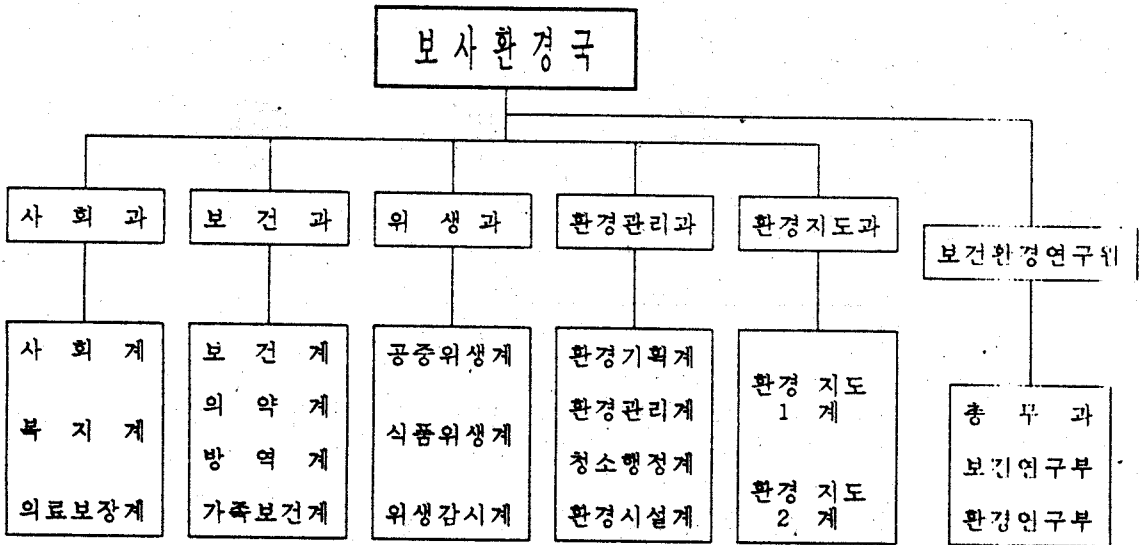 보사환경국
사 회 과
보 건 과
위 생 과
환경관리과
환경지도과
보건환경연구원
사 회 계
복 지 계
의료보장계
보 건 계
의 약 계
방 역 계
가족보건계
공중위생계
식품위생계
위생감시계
환경기획계
환경관리계
청소행정계
환경시설계
환경 지도
1 계
환경 지도
2 계
총 무 과
보건연구부
환경연구부